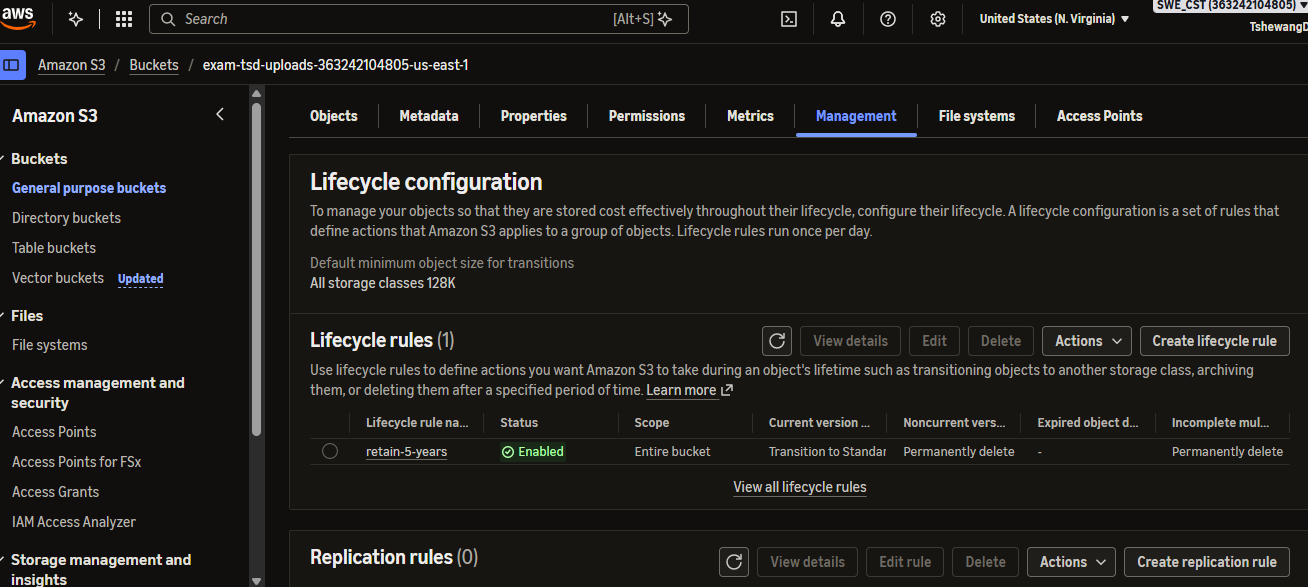 aws
Search [Alt+S]
United States (N. Virginia)
SWE_CST (363242104805)
TshewangD
Amazon S3 / Buckets / exam-tsd-uploads-363242104805-us-east-1
Amazon S3
Buckets
General purpose buckets
Directory buckets
Table buckets
Vector buckets Updated
Files
File systems
Access management and
security
Access Points
Access Points for FSx
Access Grants
IAM Access Analyzer
Storage management and
insights
Objects Metadata Properties Permissions Metrics Management File systems Access Points
Lifecycle configuration
To manage your objects so that they are stored cost effectively throughout their lifecycle, configure their lifecycle. A lifecycle configuration is a set of rules that
define actions that Amazon S3 applies to a group of objects. Lifecycle rules run once per day.
Default minimum object size for transitions
All storage classes 128K
Lifecycle rules (1)
View details Edit Delete Actions Create lifecycle rule
Use lifecycle rules to define actions you want Amazon S3 to take during an object's lifetime such as transitioning objects to another storage class, archiving
them, or deleting them after a specified period of time. Learn more
Lifecycle rule na... Status Scope Current version ... Noncurrent vers... Expired object d... Incomplete mul...
retain-5-years Enabled Entire bucket Transition to Standar Permanently delete - Permanently delete
View all lifecycle rules
Replication rules (0)
View details Edit rule Delete Actions Create replication rule